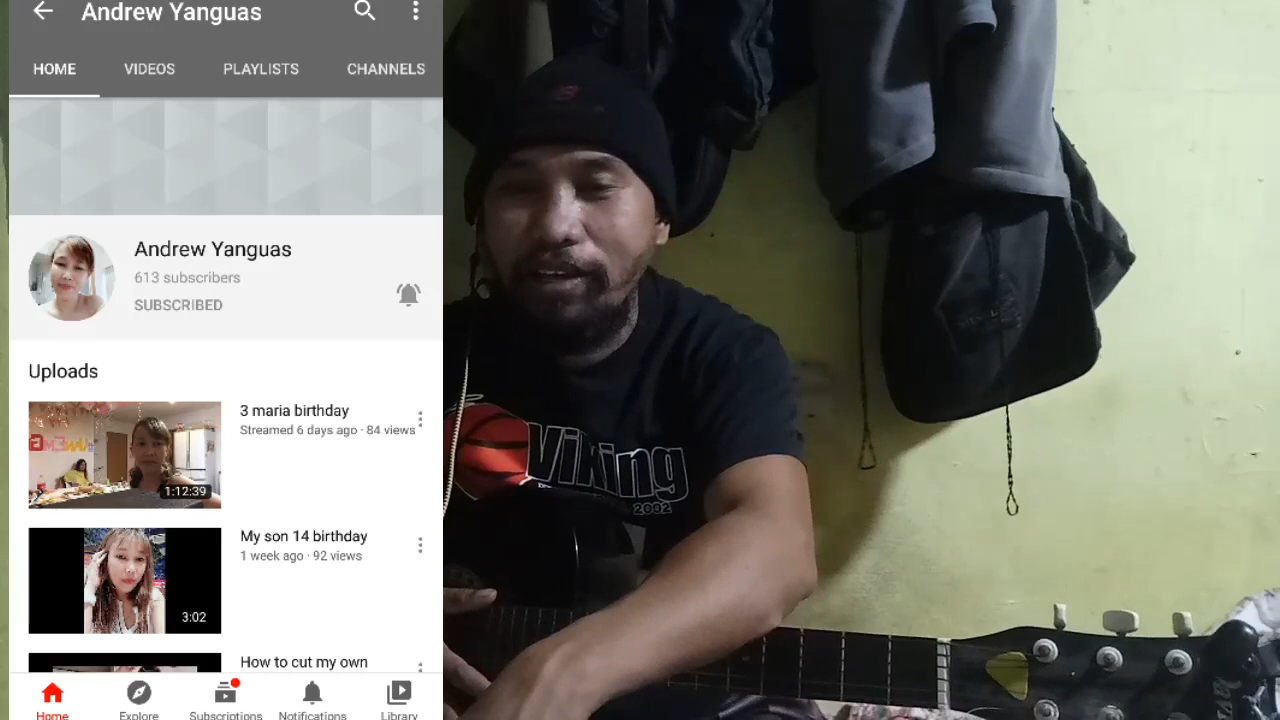 Andrew Yanguas
HOME VIDEOS PLAYLISTS CHANNELS
Andrew Yanguas
613 subscribers
SUBSCRIBED
Uploads
3 maria birthday
Streamed 6 days ago · 84 views
1:12:39
My son 14 birthday
1 week ago · 92 views
3:02
How to cut my own
Home Explore Subscriptions Notifications Library
Viking
2002